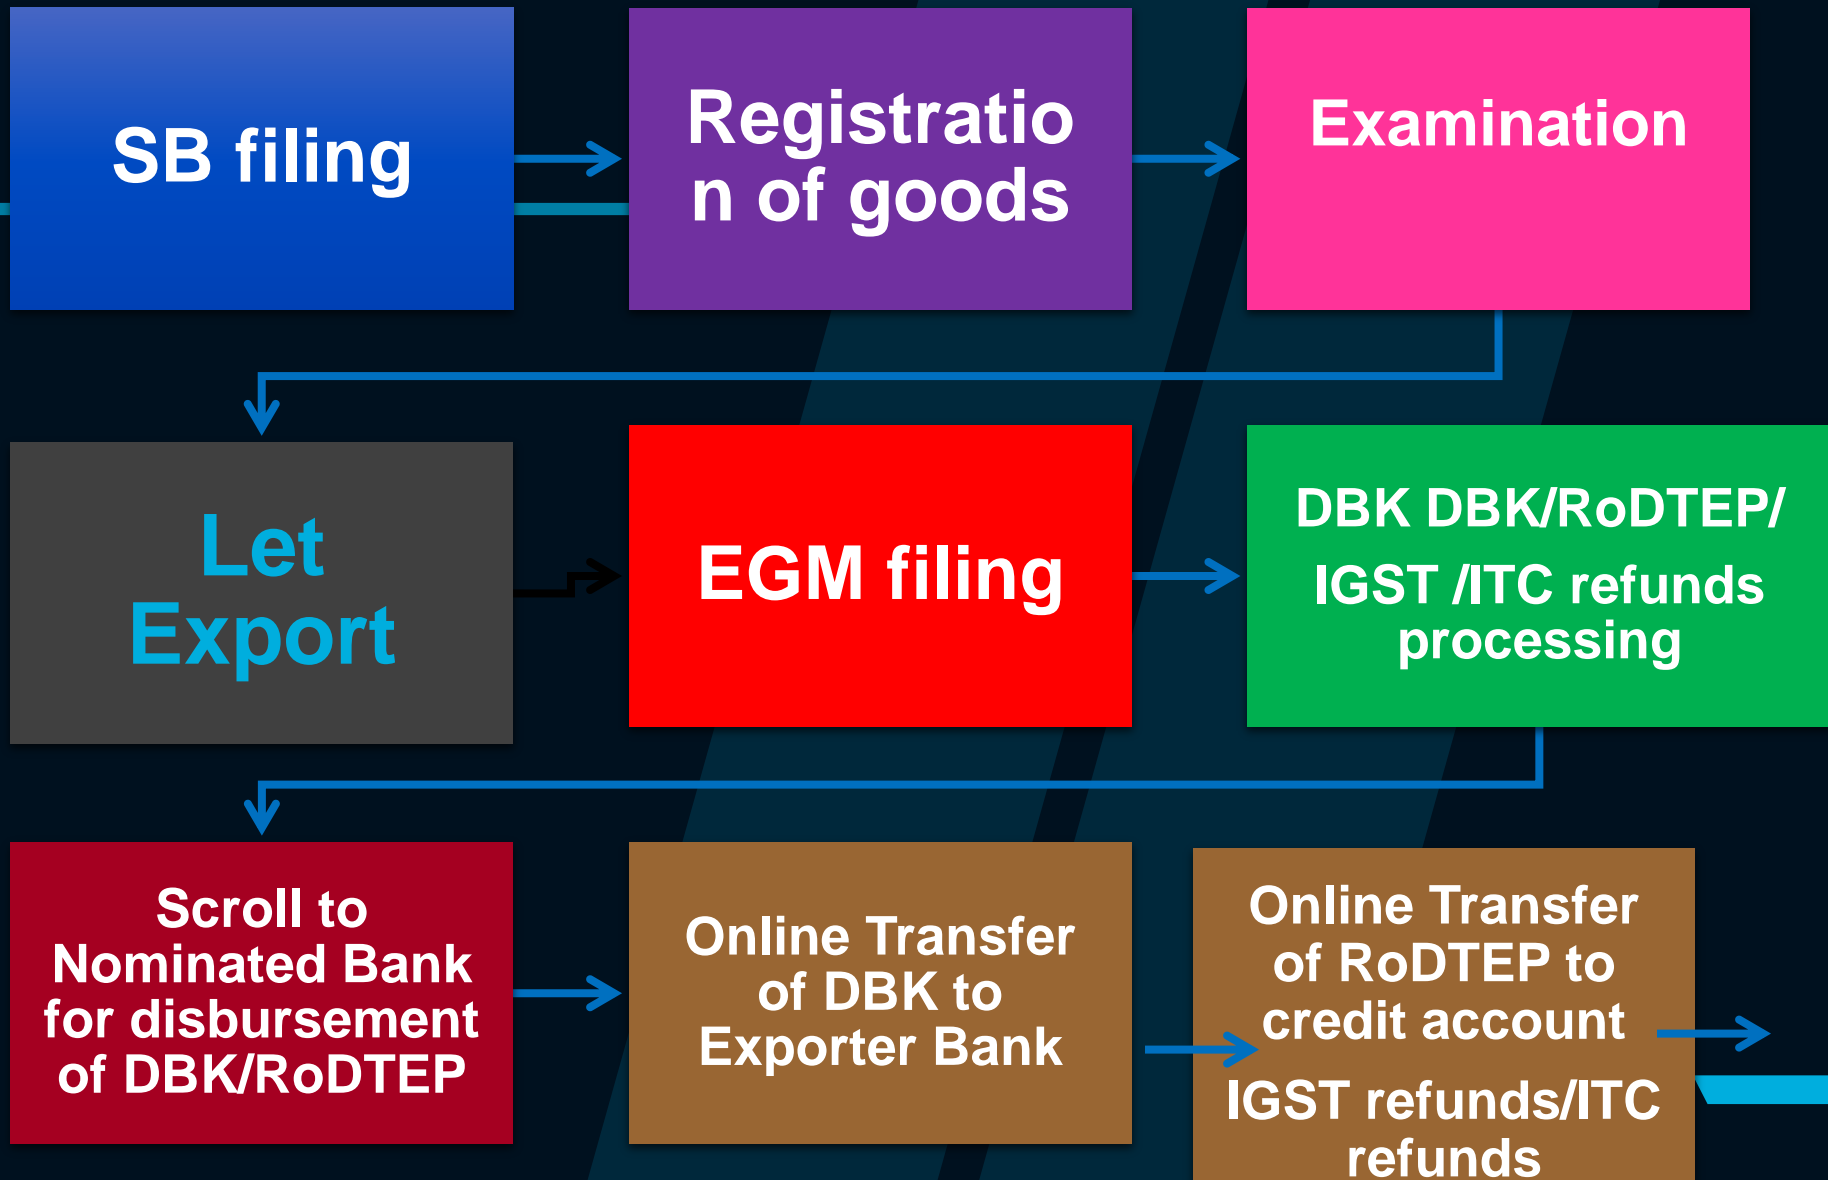 SB filing
Registratio
n of goods
Examination
Let
Export
EGM filing
DBK DBK/RoDTEP/
IGST /ITC refunds
processing
Scroll to
Nominated Bank
for disbursement
of DBK/RoDTEP
Online Transfer
of DBK to
Exporter Bank
Online Transfer
of RoDTEP to
credit account
IGST refunds/ITC
refunds